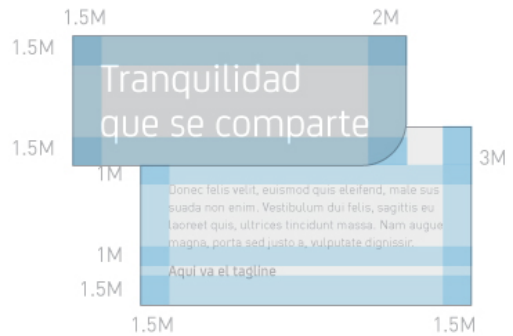 1.5M 2M
1.5M
Tranquilidad
que se comparte
1.5M
1M
3M
Donec felis velit, euismod quis eleifend, male sus
suada non enim. Vestibulum dui felis, sagittis eu
laoreet quis, ultrices tincidunt massa. Nam augue
magna, porta sed justo a, vulputate dignissir.
1M
Aqui va el tagline
1.5M
1.5M 1.5M